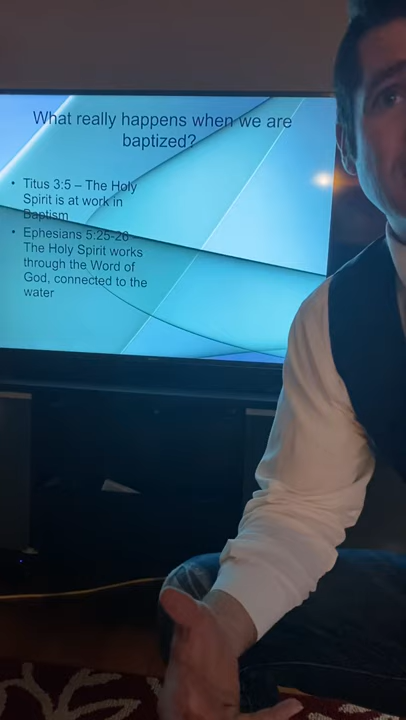 What really happens when we are
baptized?
• Titus 3:5 – The Holy
Spirit is at work in
Baptism
• Ephesians 5:25-26
The Holy Spirit works
through the Word of
God, connected to the
water